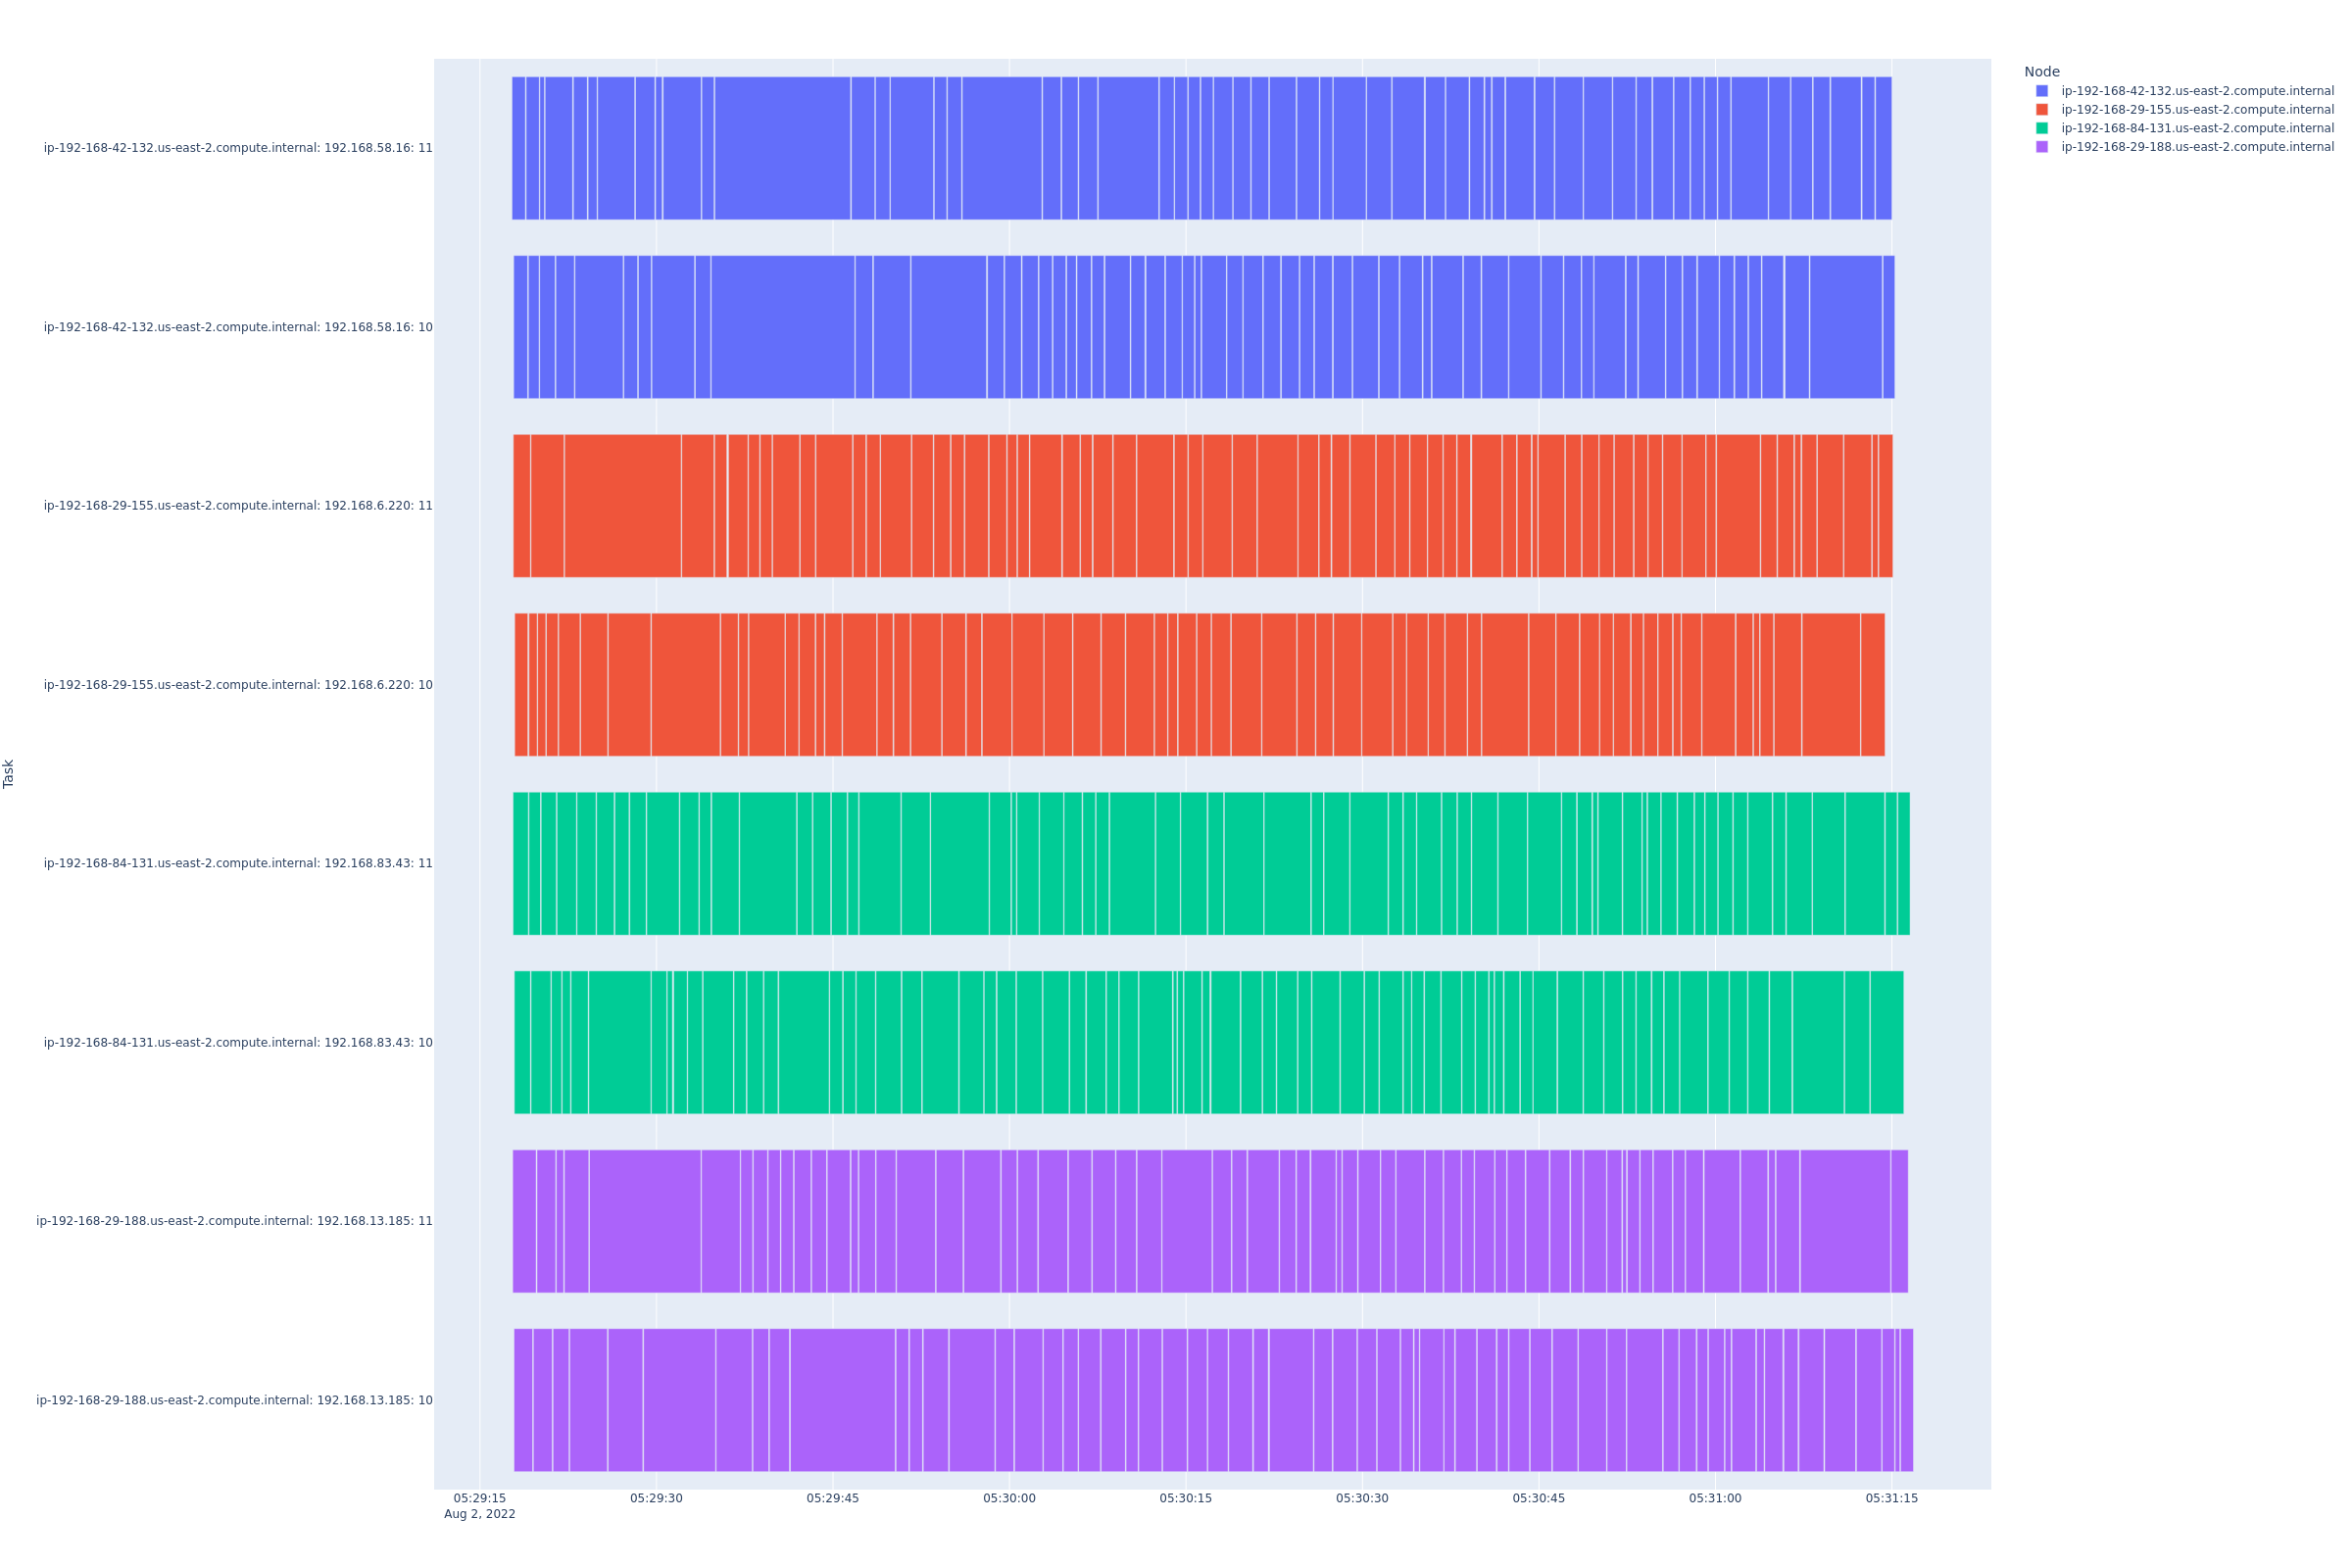 Node
ip-192-168-42-132.us-east-2.compute.internal
ip-192-168-29-155.us-east-2.compute.internal
ip-192-168-84-131.us-east-2.compute.internal
ip-192-168-29-188.us-east-2.compute.internal
ip-192-168-42-132.us-east-2.compute.internal: 192.168.58.16: 11
ip-192-168-42-132.us-east-2.compute.internal: 192.168.58.16: 10
ip-192-168-29-155.us-east-2.compute.internal: 192.168.6.220: 11
ip-192-168-29-155.us-east-2.compute.internal: 192.168.6.220: 10
Task
ip-192-168-84-131.us-east-2.compute.internal: 192.168.83.43: 11
ip-192-168-84-131.us-east-2.compute.internal: 192.168.83.43: 10
ip-192-168-29-188.us-east-2.compute.internal: 192.168.13.185: 11
ip-192-168-29-188.us-east-2.compute.internal: 192.168.13.185: 10
05:29:15 05:29:30 05:29:45 05:30:00 05:30:15 05:30:30 05:30:45 05:31:00 05:31:15
Aug 2, 2022